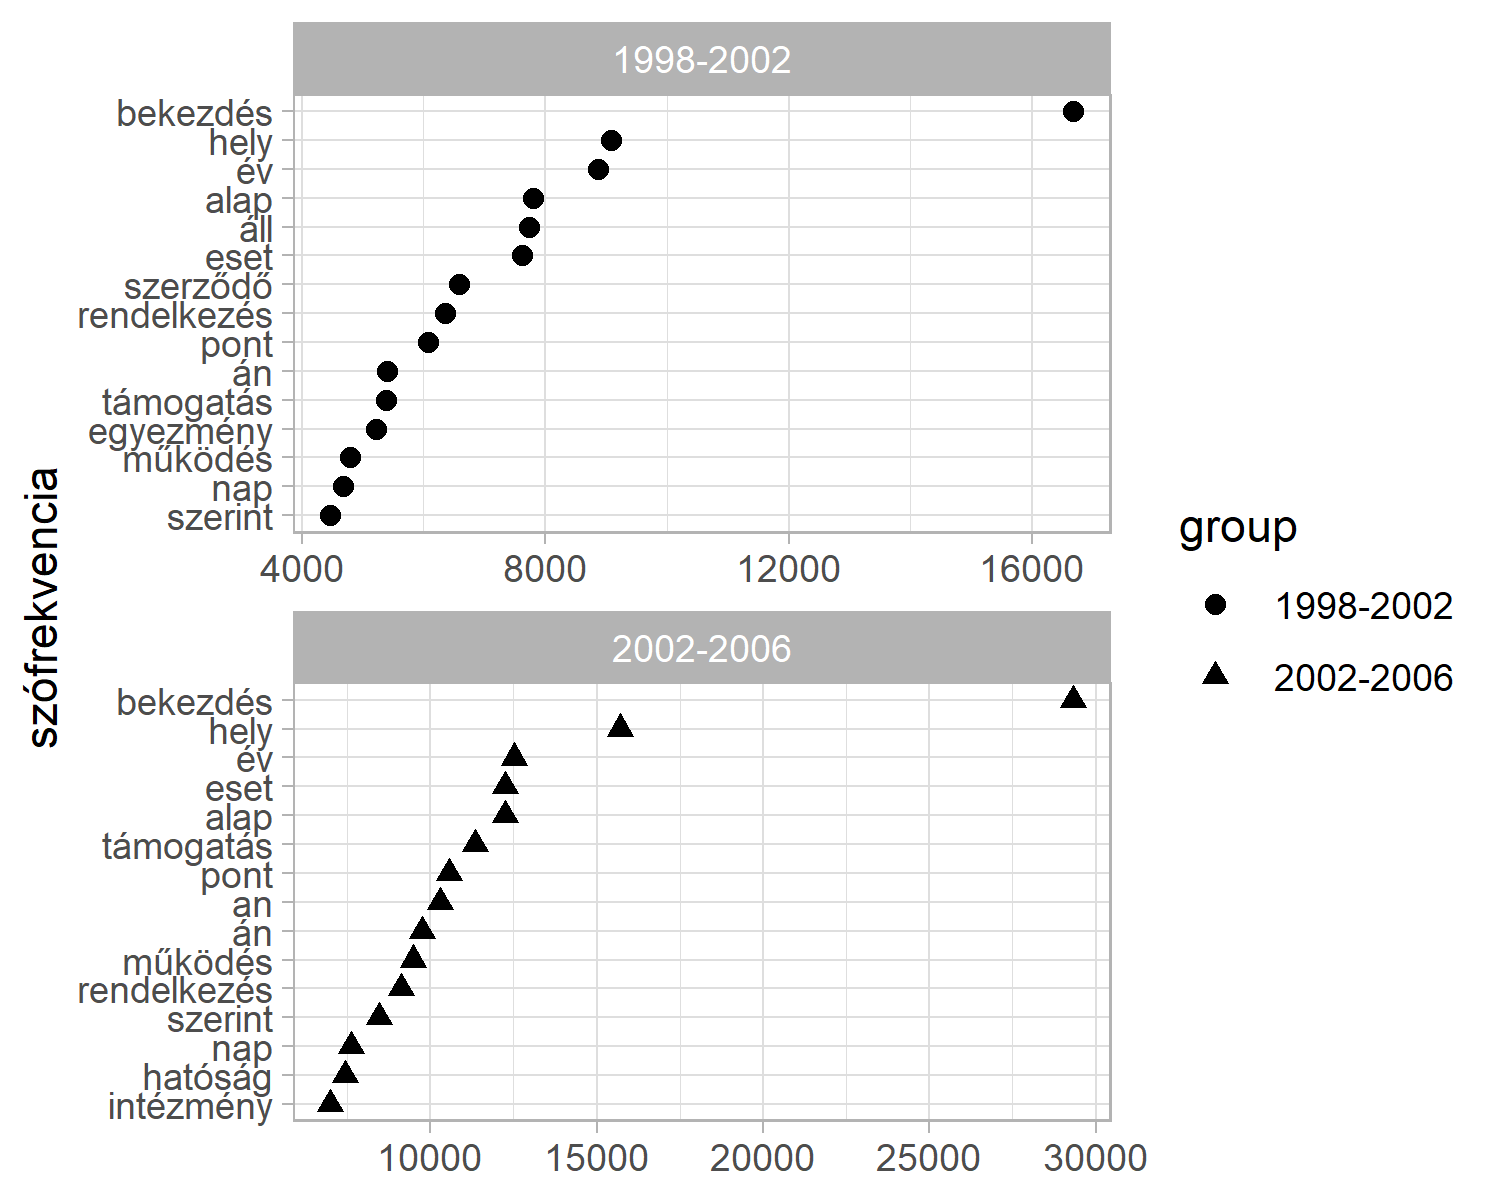 1998-2002
bekezdés
hely
év
alap
áll
eset
szerződő
rendelkezés
pont
án
támogatás
egyezmény
működés
nap
szerint
4000 8000 12000 16000
szófrekvencia
2002-2006
bekezdés
hely
év
eset
alap
támogatás
pont
an
án
működés
rendelkezés
szerint
nap
hatóság
intézmény
10000 15000 20000 25000 30000
group
1998-2002
2002-2006